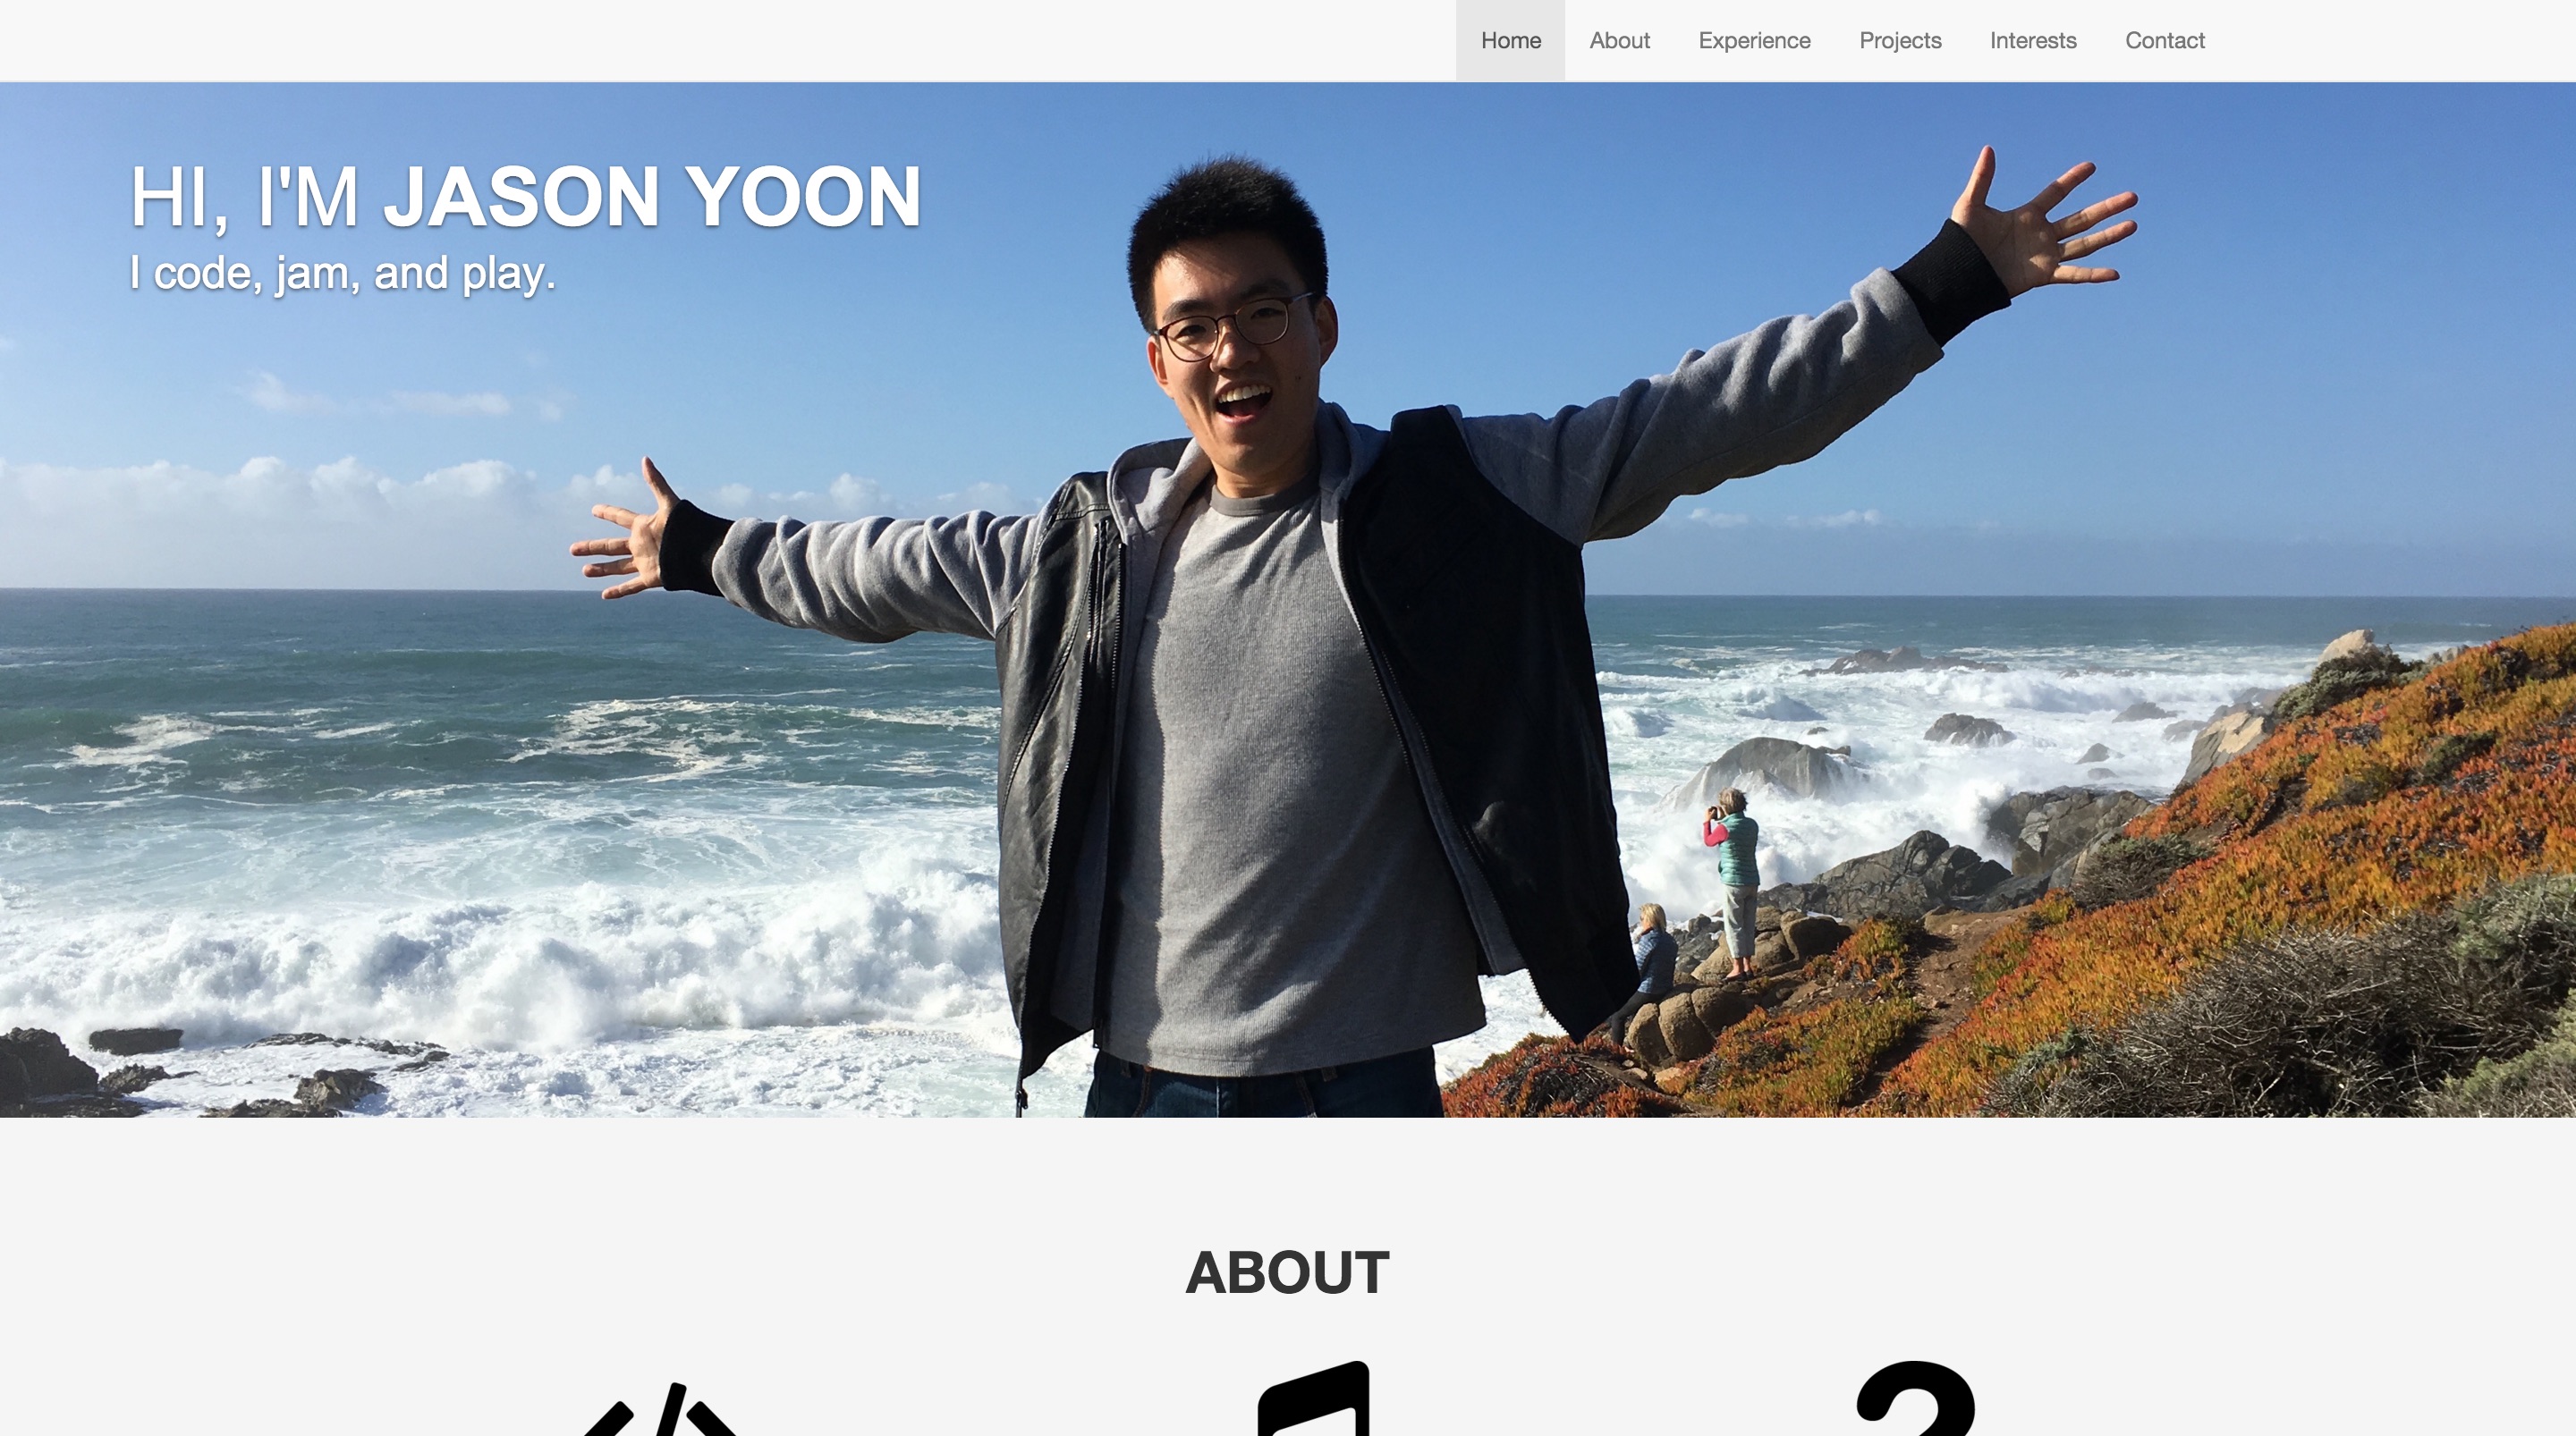 Home About Experience Projects Interests Contact
HI, I'M JASON YOON
I code, jam, and play.
ABOUT